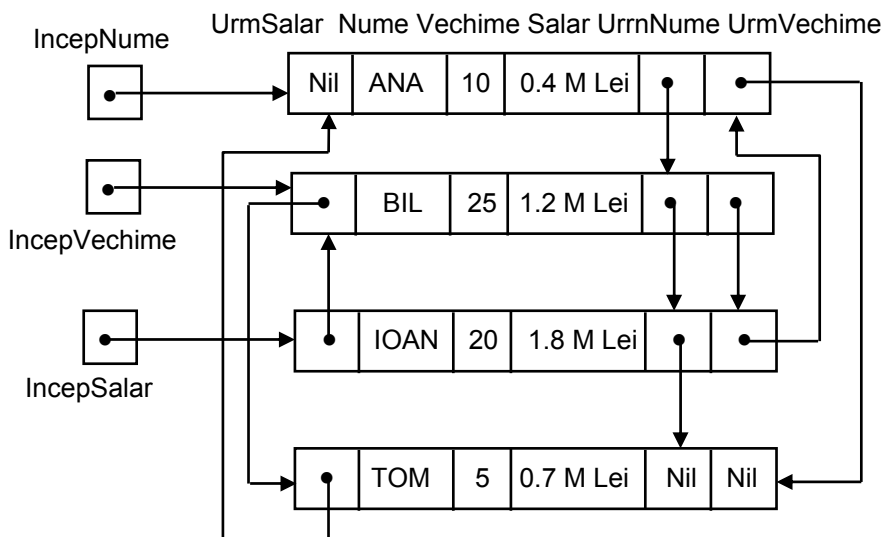 UrmSalar Nume Vechime Salar UrrnNume UrmVechime
IncepNume
Nil ANA 10 0.4 M Lei
BIL 25 1.2 M Lei
IncepVechime
IOAN 20 1.8 M Lei
IncepSalar
TOM 5 0.7 M Lei Nil Nil